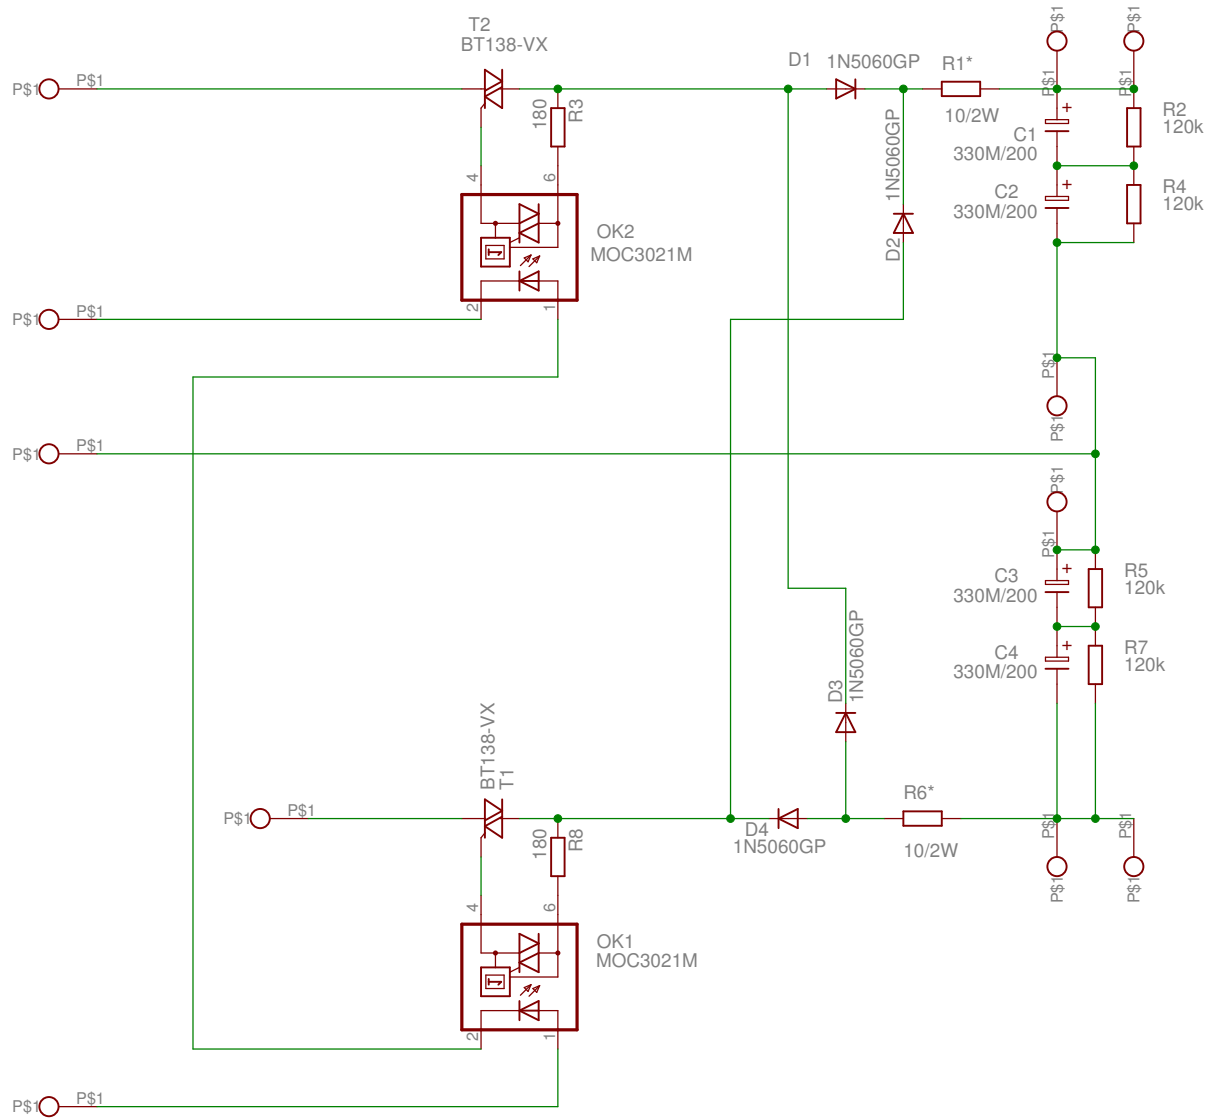 T2
BT138-VX
P$1
P$1
180
R3
4
6
OK2
MOC3021M
2
1
P$1
P$1
P$1
P$1
D1
1N5060GP
1N5060GP
D2
R1*
10/2W
P$1
P$1
P$1
P$1
+
C1
330M/200
R2
120k
+
C2
330M/200
R4
120k
P$1
P$1
P$1
P$1
+
C3
330M/200
R5
120k
+
C4
330M/200
R7
120k
D3
1N5060GP
BT138-VX
T1
P$1
P$1
180
R8
4
6
OK1
MOC3021M
2
1
D4
1N5060GP
R6*
10/2W
P$1
P$1
P$1
P$1
P$1
P$1